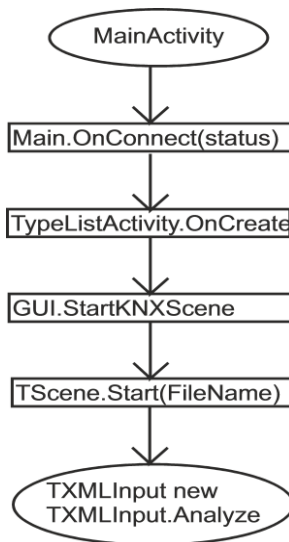 MainActivity
Main.OnConnect(status)
TypeListActivity.OnCreate
GUI.StartKNXScene
TScene.Start(FileName)
TXMLInput new
TXMLInput.Analyze